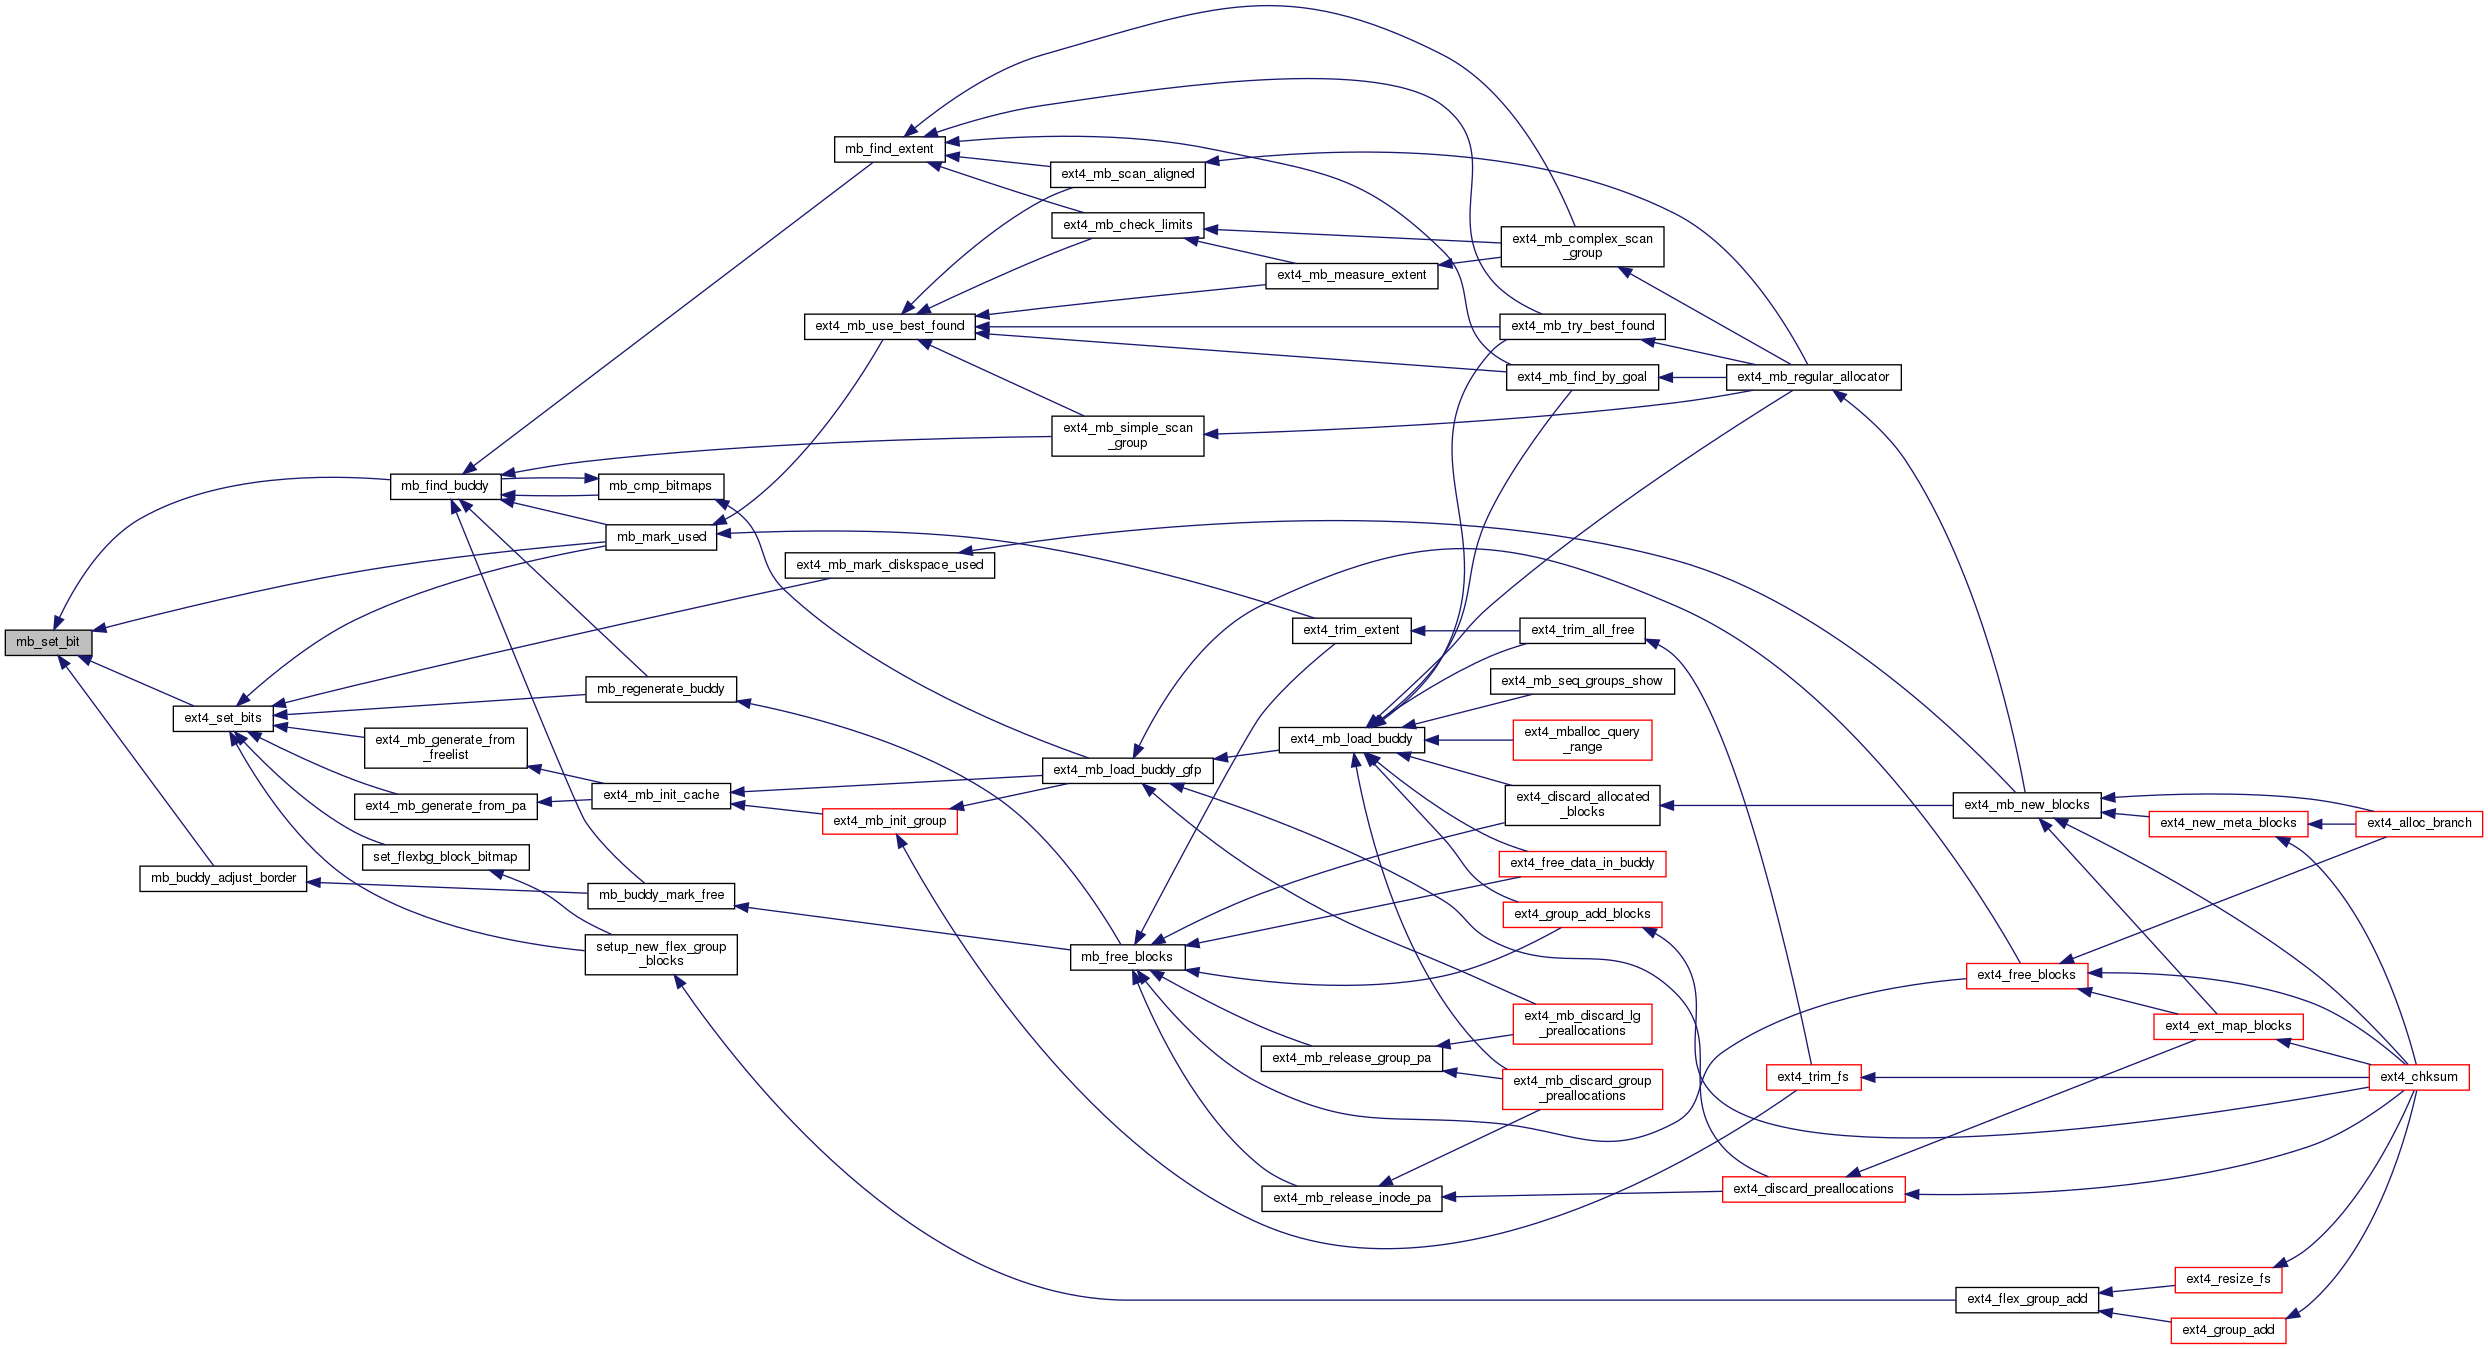 mb_set_bit
mb_find_buddy
ext4_set_bits
mb_buddy_adjust_border
mb_cmp_bitmaps
mb_mark_used
mb_regenerate_buddy
ext4_mb_generate_from
_freelist
ext4_mb_generate_from_pa
set_flexbg_block_bitmap
ext4_mb_init_cache
mb_buddy_mark_free
setup_new_flex_group
_blocks
mb_find_extent
ext4_mb_use_best_found
ext4_mb_mark_diskspace_used
ext4_mb_init_group
ext4_mb_scan_aligned
ext4_mb_check_limits
ext4_mb_simple_scan
_group
ext4_mb_load_buddy_gfp
mb_free_blocks
ext4_mb_measure_extent
ext4_trim_extent
ext4_mb_load_buddy
ext4_mb_release_group_pa
ext4_mb_release_inode_pa
ext4_mb_complex_scan
_group
ext4_mb_try_best_found
ext4_mb_find_by_goal
ext4_trim_all_free
ext4_mb_seq_groups_show
ext4_mballoc_query
_range
ext4_discard_allocated
_blocks
ext4_free_data_in_buddy
ext4_group_add_blocks
ext4_mb_discard_lg
_preallocations
ext4_mb_discard_group
_preallocations
ext4_mb_regular_allocator
ext4_trim_fs
ext4_discard_preallocations
ext4_mb_new_blocks
ext4_free_blocks
ext4_flex_group_add
ext4_new_meta_blocks
ext4_ext_map_blocks
ext4_resize_fs
ext4_group_add
ext4_alloc_branch
ext4_chksum